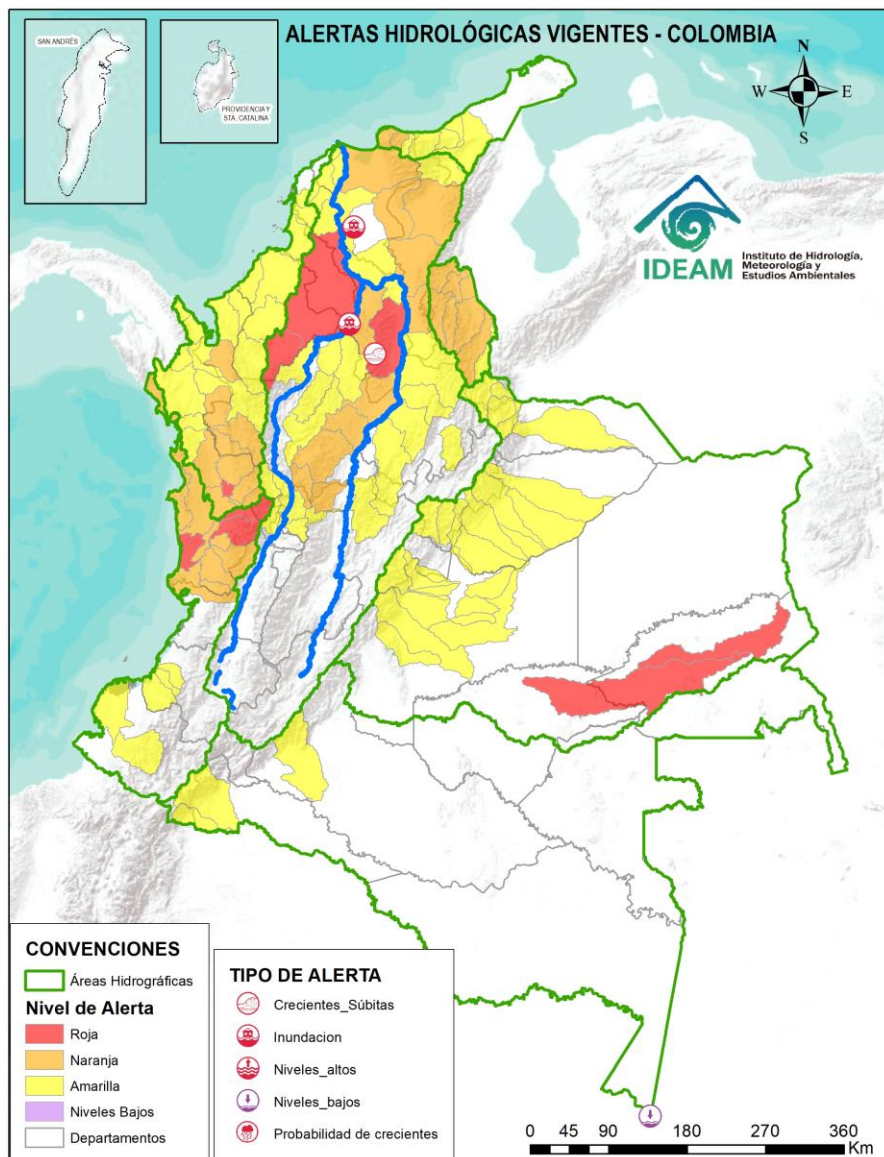 ALERTAS HIDROLÓGICAS VIGENTES - COLOMBIA
SAN ANDRÉS
PROVIDENCIA Y
STA. CATALINA
N
W
E
S
IDEAM
Instituto de Hidrología,
Meteorología y
Estudios Ambientales
CONVENCIONES
Áreas Hidrográficas
Nivel de Alerta
Roja
Naranja
Amarilla
Niveles Bajos
Departamentos
TIPO DE ALERTA
Crecientes_Súbitas
Inundacion
Niveles_altos
Niveles_bajos
Probabilidad de crecientes
0 45 90 180 270 360
Km